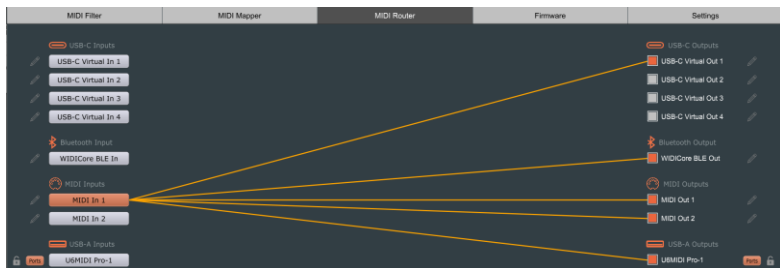 MIDI Filter MIDI Mapper MIDI Router Firmware Settings
USB-C Inputs USB-C Outputs
USB-C Virtual In 1 USB-C Virtual Out 1
USB-C Virtual In 2 USB-C Virtual Out 2
USB-C Virtual In 3 USB-C Virtual Out 3
USB-C Virtual In 4 USB-C Virtual Out 4
Bluetooth Input Bluetooth Output
WIDICore BLE In WIDICore BLE Out
MIDI Inputs MIDI Outputs
MIDI In 1 MIDI Out 1
MIDI In 2 MIDI Out 2
USB-A Inputs USB-A Outputs
Ports U6MIDI Pro-1 U6MIDI Pro-1 Ports